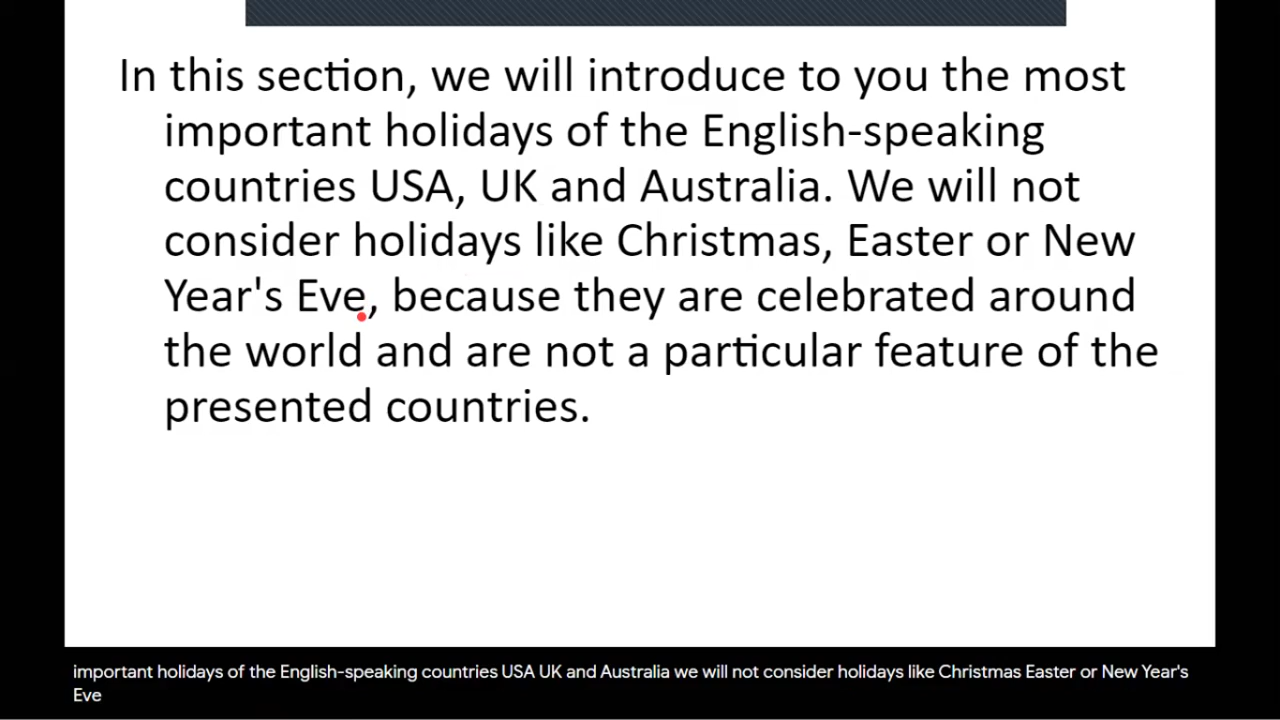 In this section, we will introduce to you the most
important holidays of the English-speaking
countries USA, UK and Australia. We will not
consider holidays like Christmas, Easter or New
Year's Eve, because they are celebrated around
the world and are not a particular feature of the
presented countries.
important holidays of the English-speaking countries USA UK and Australia we will not consider holidays like Christmas Easter or New Year's
Eve